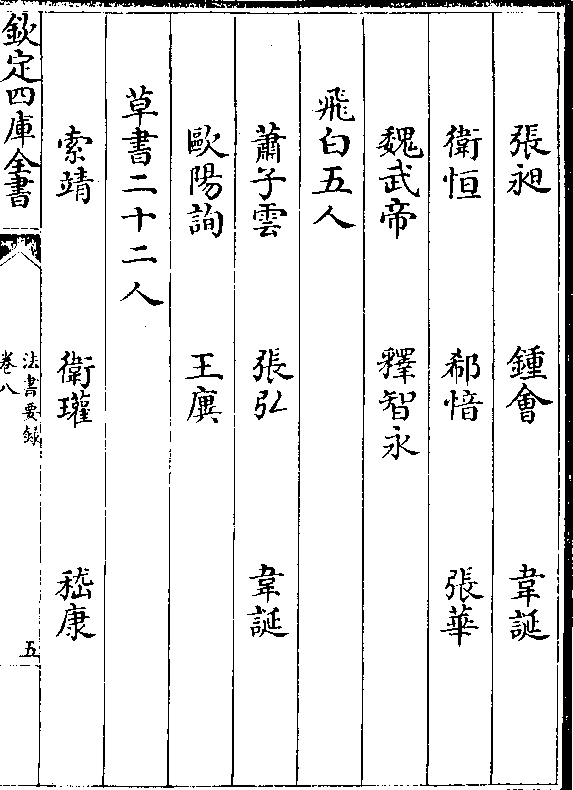 張昶 鍾會 韋誕
衛恒 郗愔 張華
魏武帝 釋智永
飛白五人
蕭子雲 張弘 韋誕
歐陽詢 王廙
草書二十二人
索靖 衛瓘 嵇康
欽定四庫全書
法書要録
卷八
五